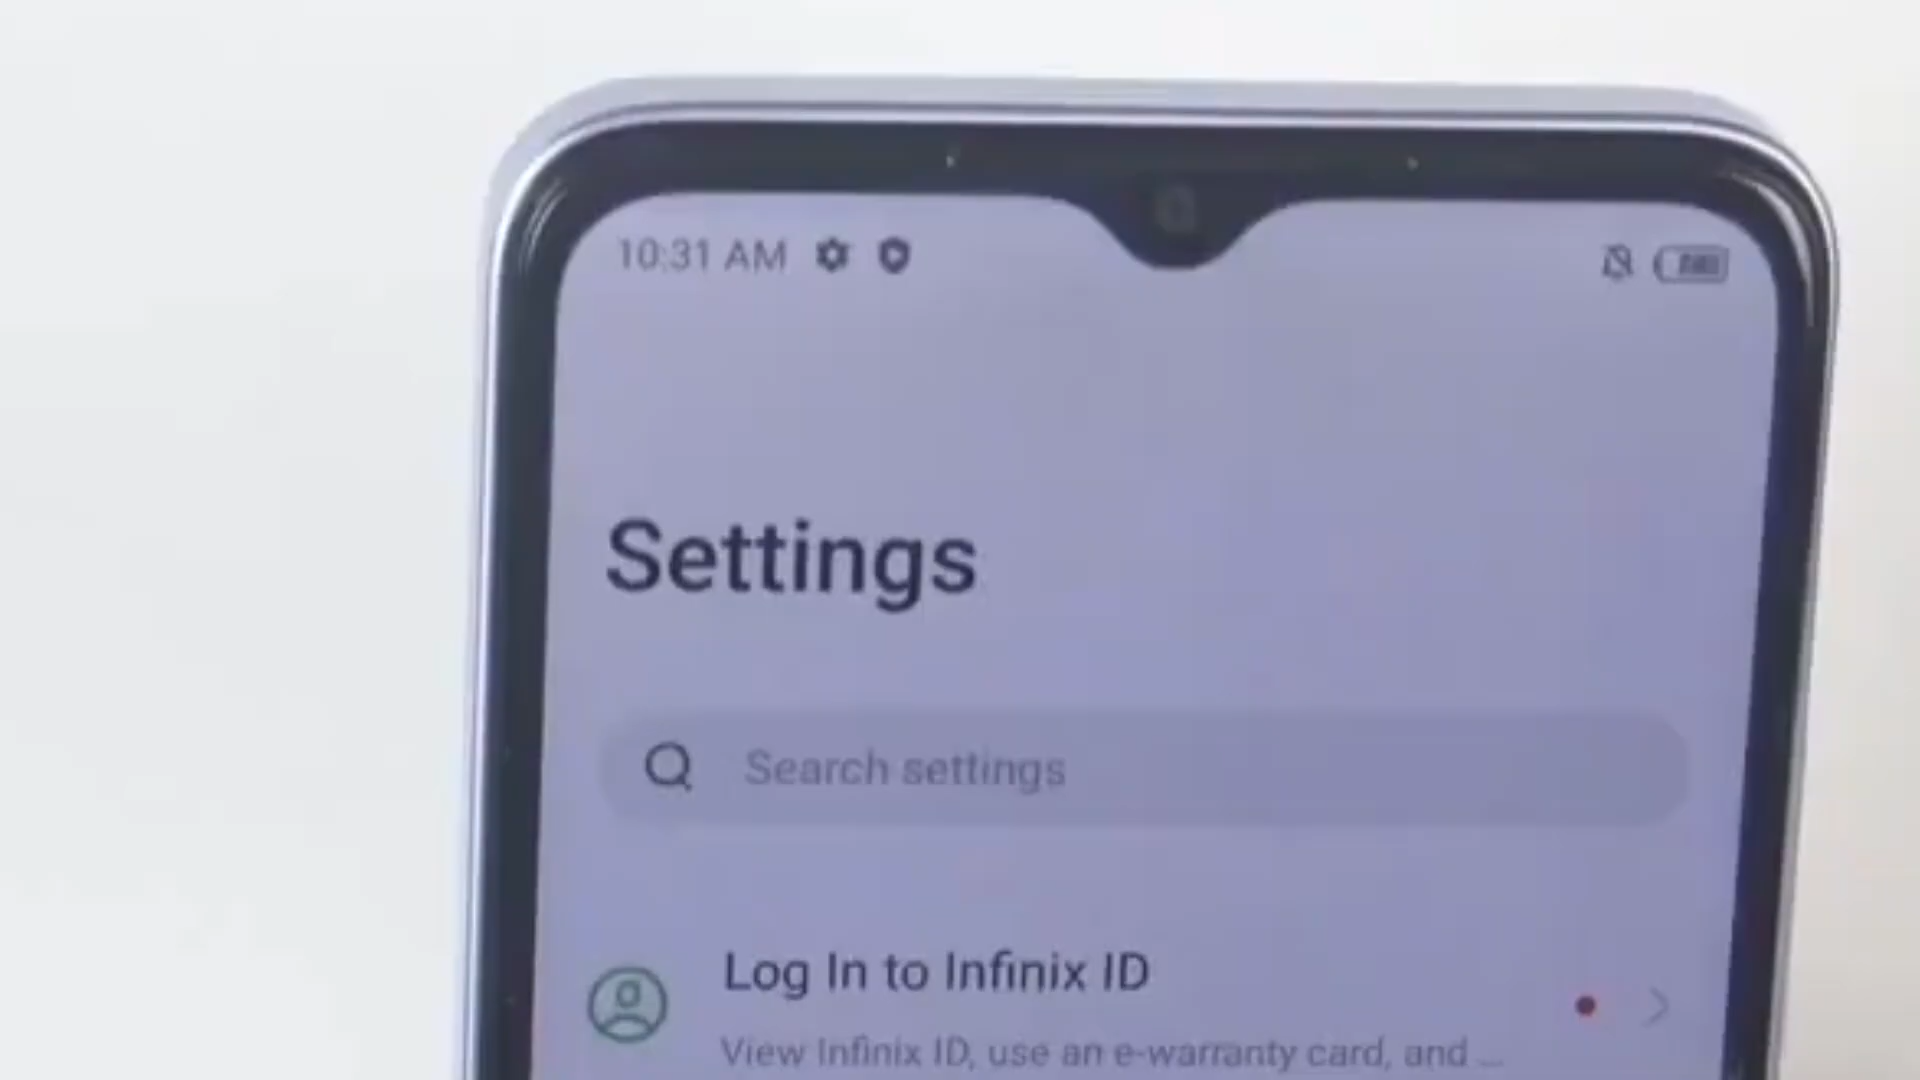 10:31 AM
Settings
Search settings
Log In to Infinix ID
View Infinix ID, use an e-warranty card, and ...